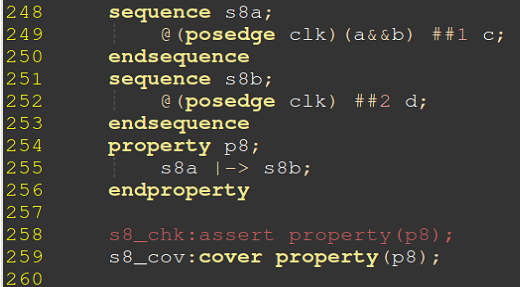 248 sequence s8a;
249 @(posedge clk)(a&&b) ##1 c;
250 endsequence
251 sequence s8b;
252 @(posedge clk) ##2 d;
253 endsequence
254 property p8;
255 s8a |-> s8b;
256 endproperty
257
258 s8_chk:assert property(p8);
259 s8_cov:cover property(p8);
260